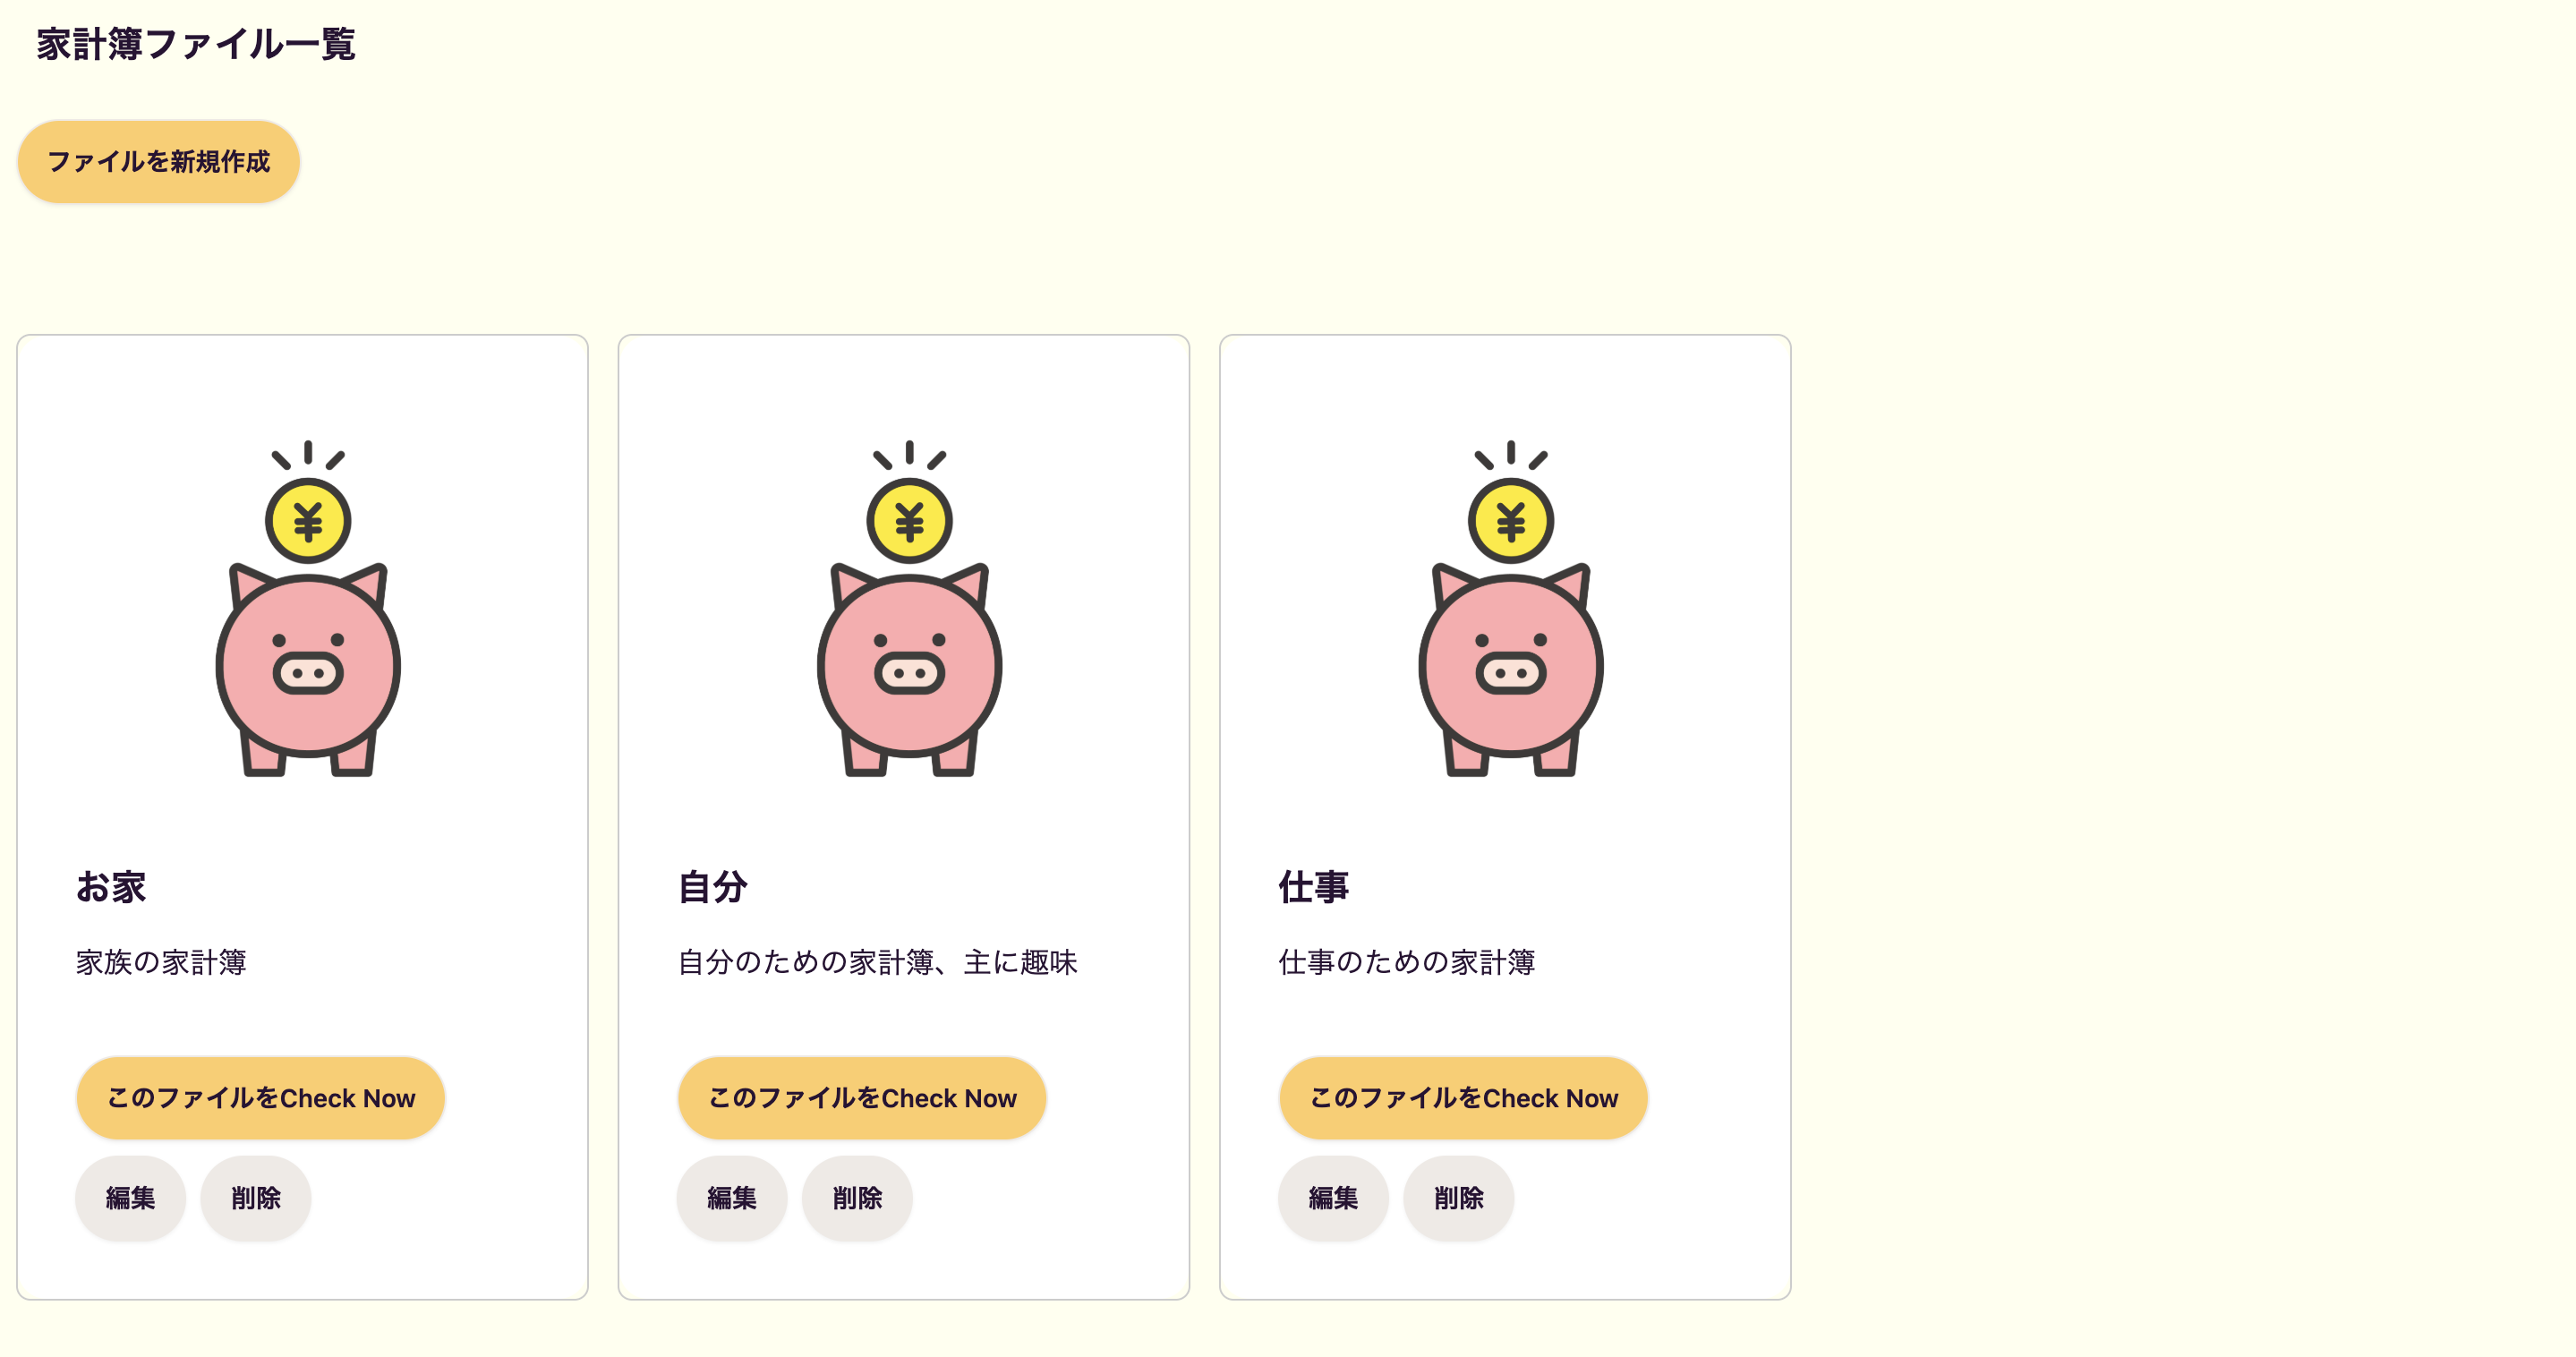 家計簿ファイル一覧
ファイルを新規作成
¥
¥
¥
お家
家族の家計簿
このファイルをCheck Now
編集
削除
自分
自分のための家計簿、主に趣味
このファイルをCheck Now
編集
削除
仕事
仕事のための家計簿
このファイルをCheck Now
編集
削除